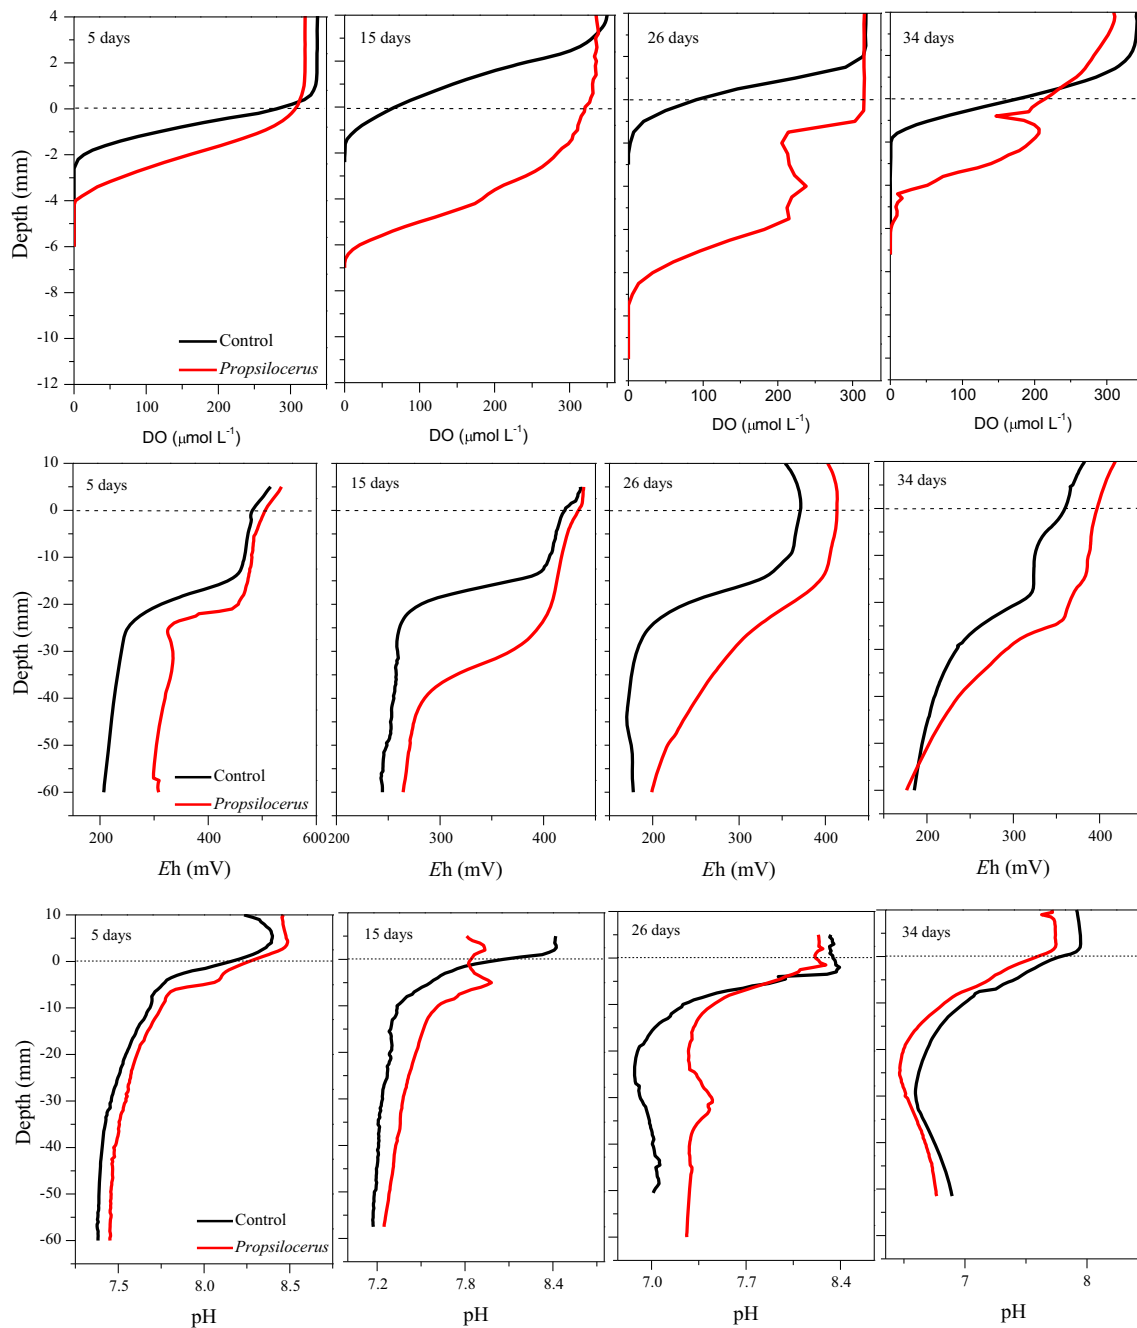 5 days
15 days
26 days
34 days
4
2
0
-2
-4
-6
-8
-10
-12
Depth (mm)
Control
Propsilocerus
0 100 200 300
0 100 200 300
0 100 200 300
0 100 200 300
DO (μmol L⁻¹)
DO (μmol L⁻¹)
DO (μmol L⁻¹)
DO (μmol L⁻¹)
5 days
15 days
26 days
34 days
10
0
-10
-20
-30
-40
-50
-60
Depth (mm)
Control
Propsilocerus
200 400 600
200 300 400
200 300 400
200 300 400
Eh (mV)
Eh (mV)
Eh (mV)
Eh (mV)
5 days
15 days
26 days
34 days
10
0
-10
-20
-30
-40
-50
-60
Depth (mm)
Control
Propsilocerus
7.5 8.0 8.5
7.2 7.8 8.4
7.0 7.7 8.4
7 8
pH
pH
pH
pH